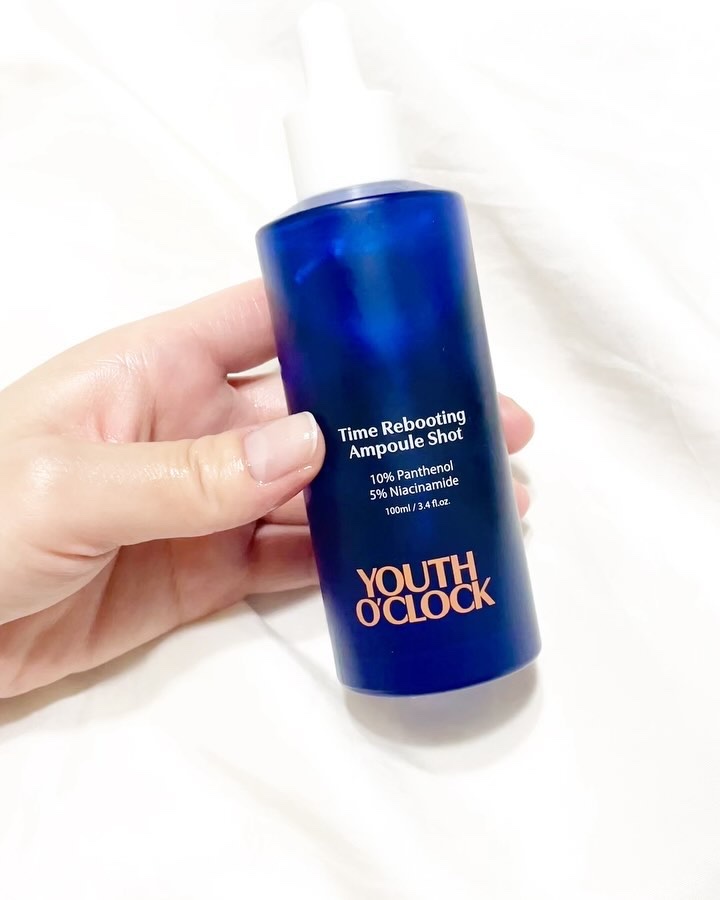 Time Rebooting
Ampoule Shot
10% Panthenol
5% Niacinamide
100ml / 3.4 fl.oz.
YOUTH
O'CLOCK